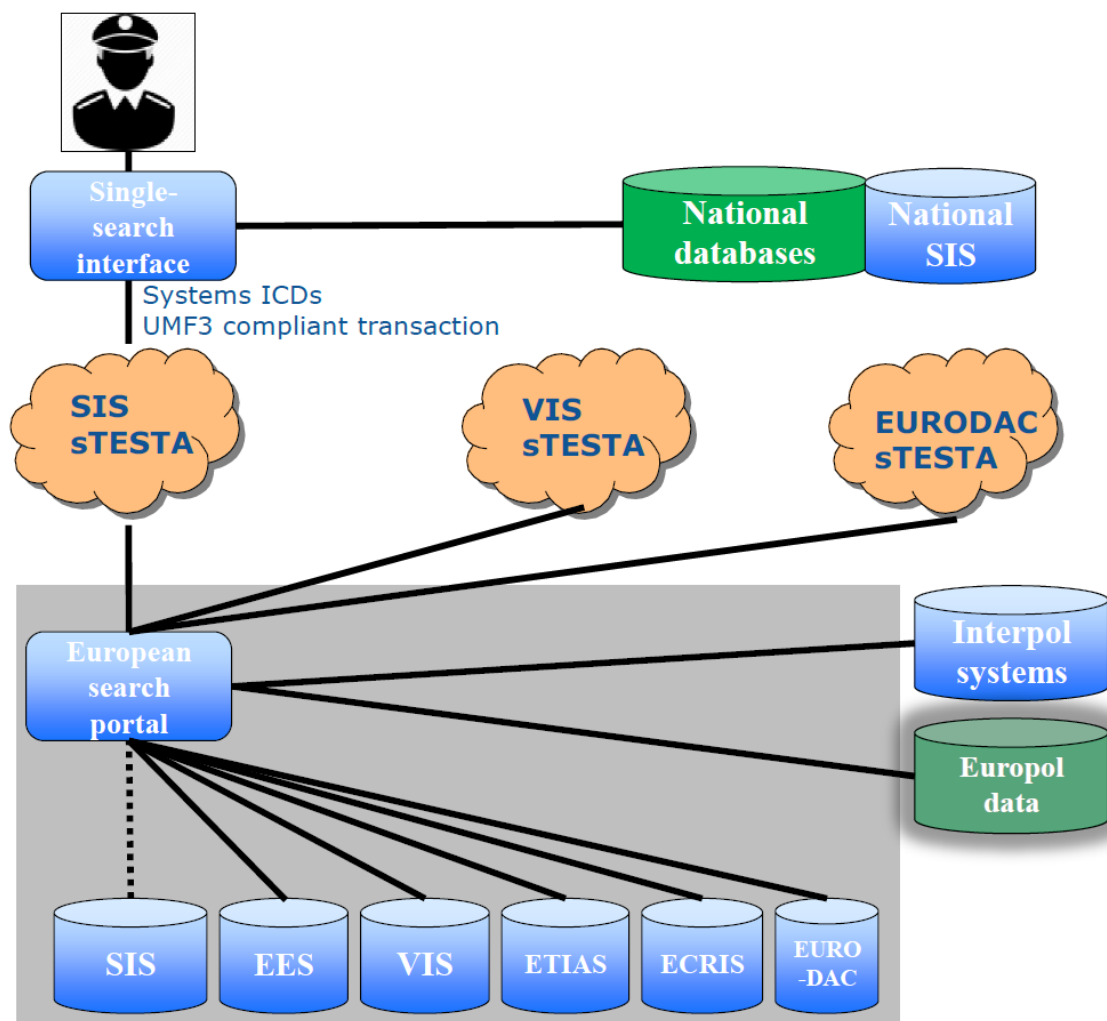 Single-
search
interface
National
databases
National
SIS
Systems ICDs
UMF3 compliant transaction
SIS
sTESTA
VIS
sTESTA
EURODAC
sTESTA
European
search
portal
Interpol
systems
Europol
data
SIS
EES
VIS
ETIAS
ECRIS
EURO
-DAC